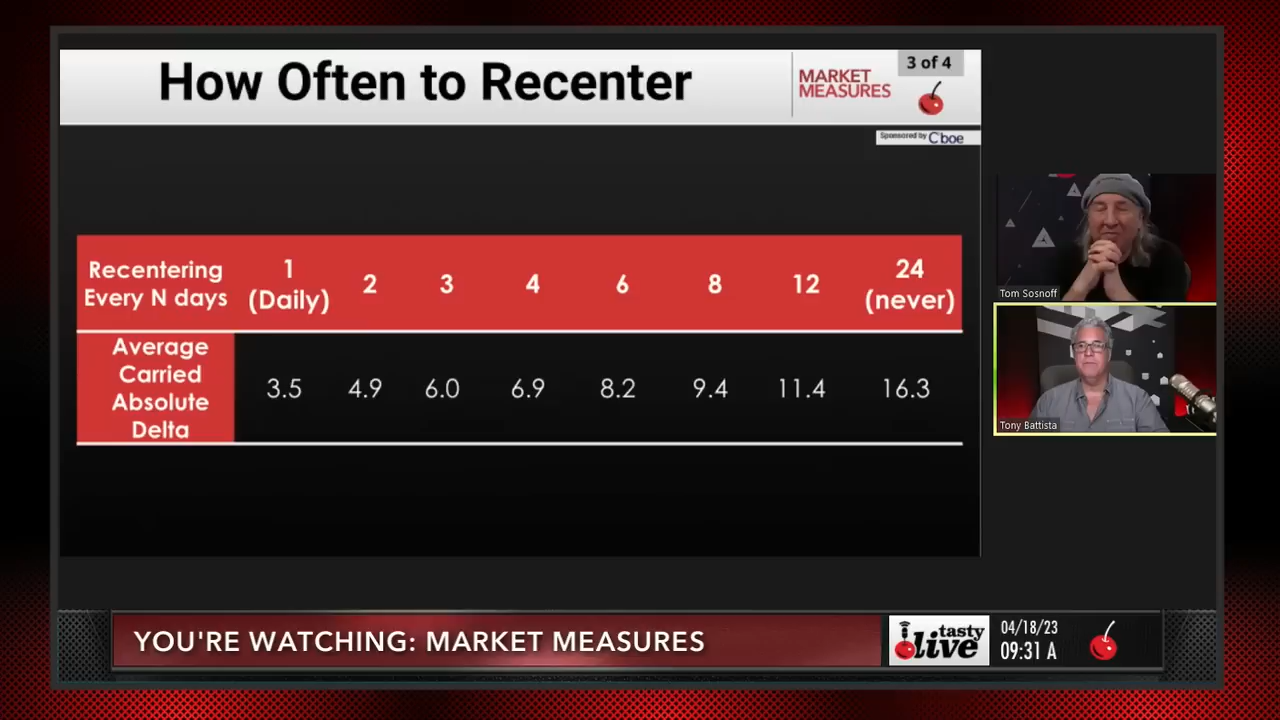 How Often to Recenter
MARKET
MEASURES
3 of 4
Sponsored by Cboe
Recentering
Every N days
1
(Daily)
2
3
4
6
8
12
24
(never)
Average
Carried
Absolute
Delta
3.5
4.9
6.0
6.9
8.2
9.4
11.4
16.3
Tom Sosnoff
Tony Battista
YOU'RE WATCHING: MARKET MEASURES
tasty
live
04/18/23
09:31 A